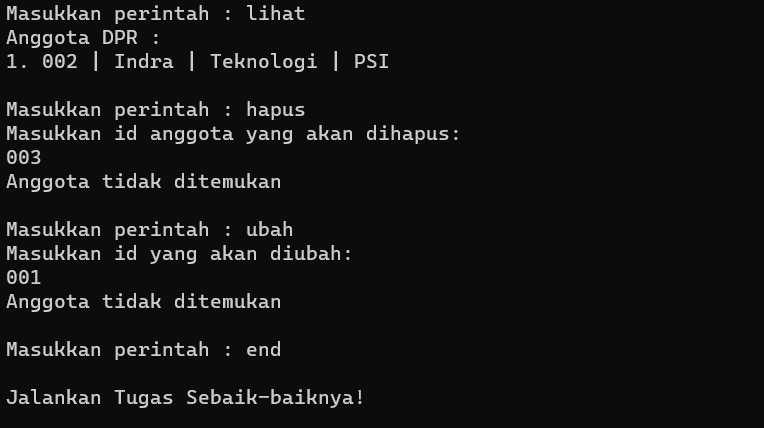 Masukkan perintah : lihat
Anggota DPR :
1. 002 | Indra | Teknologi | PSI
Masukkan perintah : hapus
Masukkan id anggota yang akan dihapus:
003
Anggota tidak ditemukan
Masukkan perintah : ubah
Masukkan id yang akan diubah:
001
Anggota tidak ditemukan
Masukkan perintah : end
Jalankan Tugas Sebaik-baiknya!